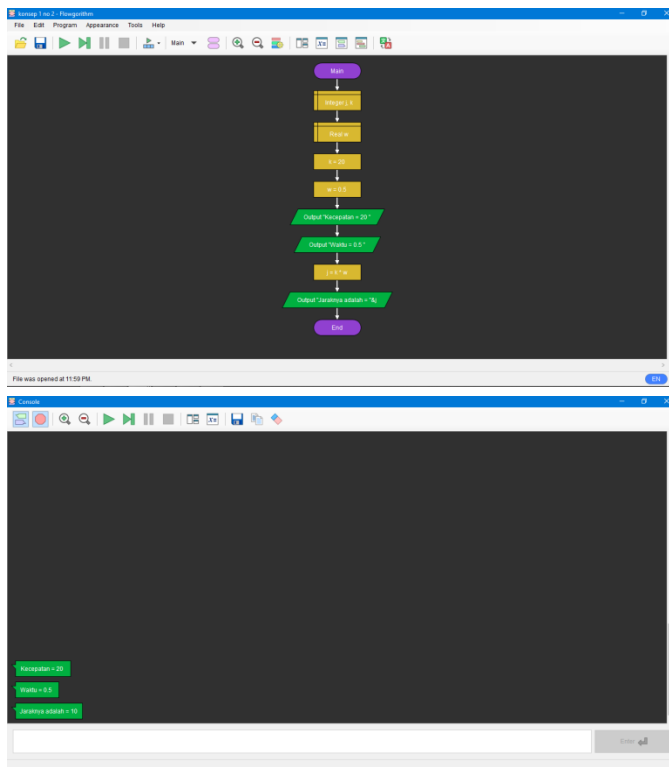 konsep 1 no 2 - Flowgorithm
File Edit Program Appearance Tools Help
Main
Main
Integer j, k
Real w
k = 20
w = 0.5
Output "Kecepatan = 20 "
Output "Waktu = 0.5 "
j = k * w
Output "Jaraknya adalah = "&j
End
File was opened at 11:59 PM.
EN
Console
Kecepatan = 20
Waktu = 0.5
Jaraknya adalah = 10
Enter